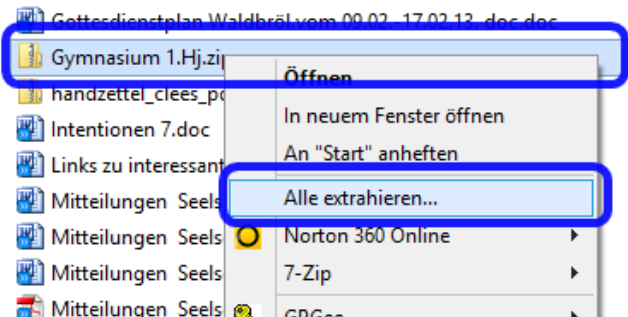 Gottesdienstplan Waldbröl.vom 09.02.-17.02.13. doc.doc
Gymnasium 1.Hj.zip
Öffnen
handzettel_clees_po
In neuem Fenster öffnen
Intentionen 7.doc
An "Start" anheften
Links zu interessant
Mitteilungen Seels
Alle extrahieren...
Mitteilungen Seels
Norton 360 Online
Mitteilungen Seels
7-Zip
Mitteilungen Seels